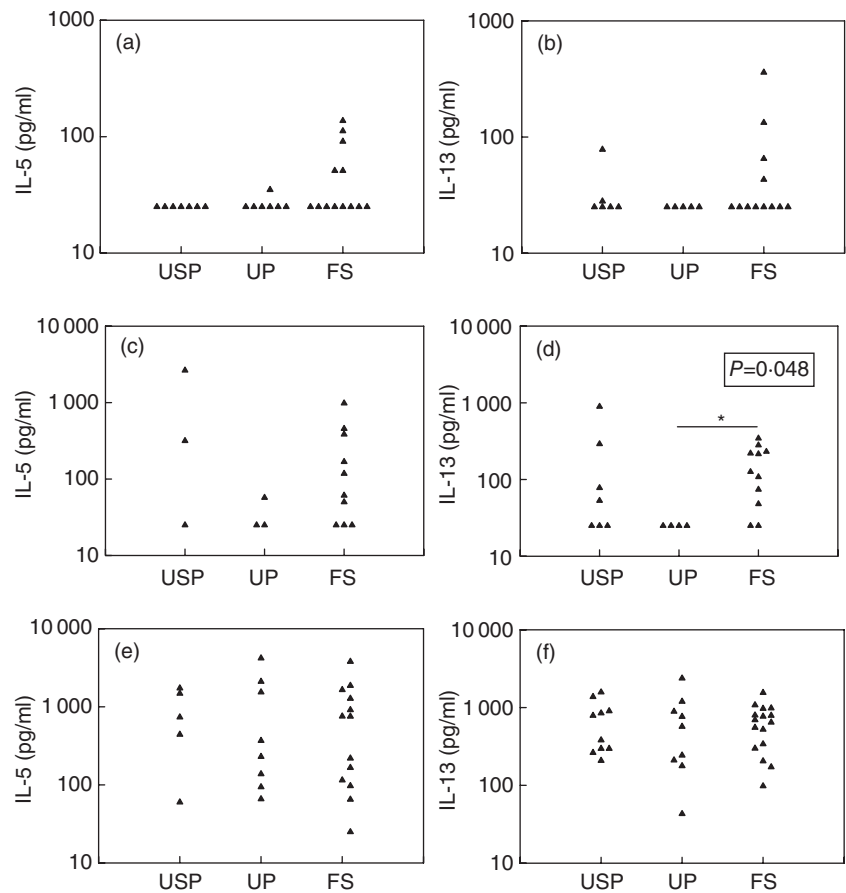 (a)
IL-5 (pg/ml)
1000
100
10
USP UP FS
(b)
IL-13 (pg/ml)
1000
100
10
USP UP FS
(c)
IL-5 (pg/ml)
10 000
1 000
100
10
USP UP FS
(d)
IL-13 (pg/ml)
10 000
1 000
100
10
P=0·048
*
USP UP FS
(e)
IL-5 (pg/ml)
10 000
1 000
100
10
USP UP FS
(f)
IL-13 (pg/ml)
10 000
1 000
100
10
USP UP FS